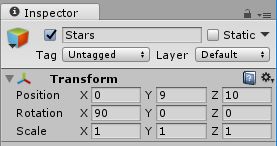 Inspector
Stars Static
Tag Untagged Layer Default
Transform
Position X 0 Y 9 Z 10
Rotation X 90 Y 0 Z 0
Scale X 1 Y 1 Z 1